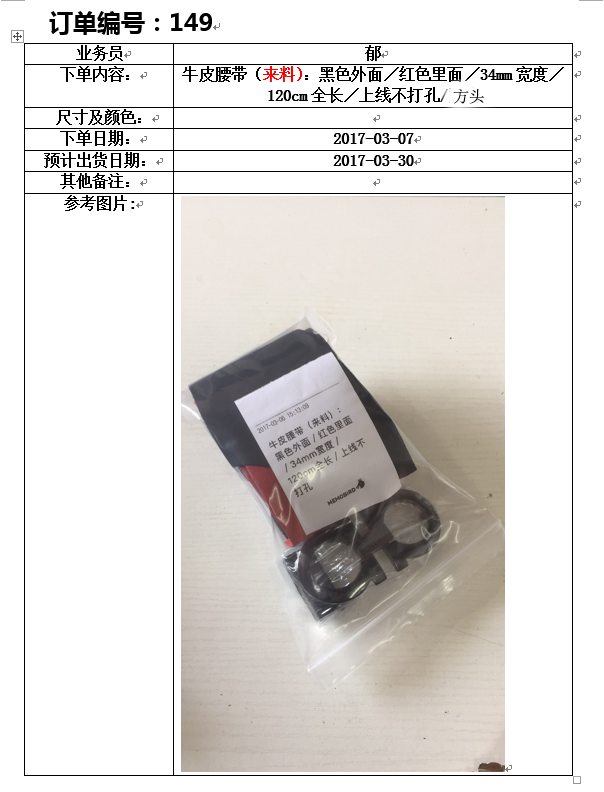 订单编号：149
业务员
郁
下单内容：
牛皮腰带（来料）：黑色外面／红色里面／34mm宽度／
120cm全长／上线不打孔/ 方头
尺寸及颜色：
下单日期：
2017-03-07
预计出货日期：
2017-03-30
其他备注：
参考图片:
2017-03-06 15:13:09
牛皮腰带（来料）：
黑色外面/红色里面
/34mm宽度/
120cm全长/上线不
打孔
MEMOBIRD